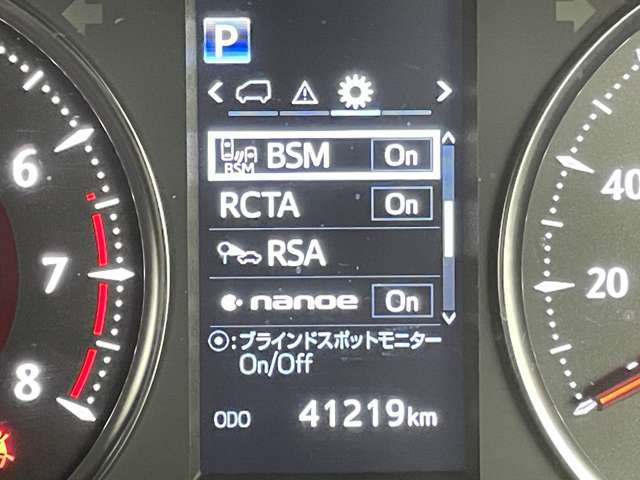 P
BSM BSM On
RCTA On
RSA
nanoe On
:ブラインドスポットモニター
On/Off
ODO 41219km
6
7
8
40
20